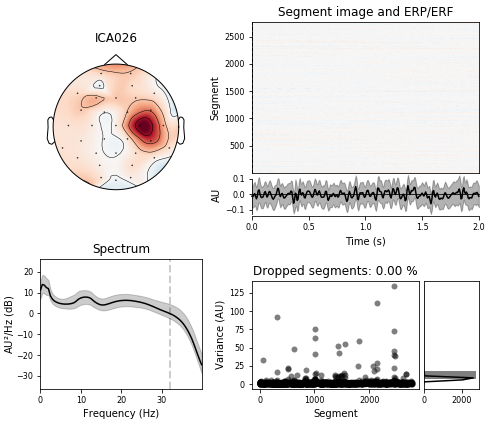 ICA026
Segment image and ERP/ERF
Segment
2500
2000
1500
1000
500
AU
0.1
0.0
−0.1
0.0 0.5 1.0 1.5 2.0
Time (s)
Spectrum
AU²/Hz (dB)
20
10
0
−10
−20
−30
0 10 20 30
Frequency (Hz)
Dropped segments: 0.00 %
Variance (AU)
125
100
75
50
25
0
0 1000 2000
Segment
0 2000